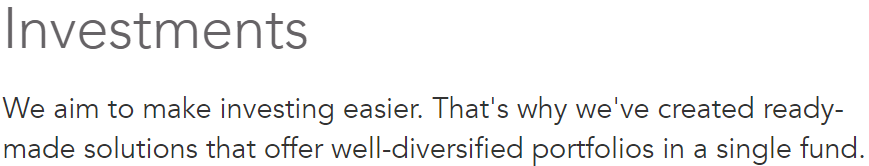 Investments
We aim to make investing easier. That's why we've created ready-
made solutions that offer well-diversified portfolios in a single fund.